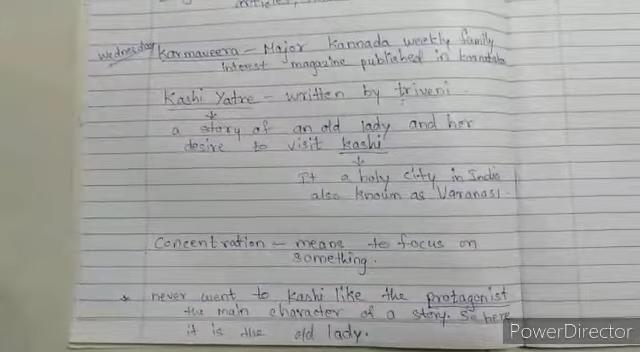 articles,
Wednesday Karmaveera – Major Kannada weekly family
interest magazine published in Karnataka
Kashi Yatre – written by triveni.
a story of an old lady and her
desire to visit kashi
It a holy city in India
also known as Varanasi.
Concentration – means to focus on
something.
* never went to Kashi like the protagonist
the main character of a story. So here
it is the old lady.
PowerDirector